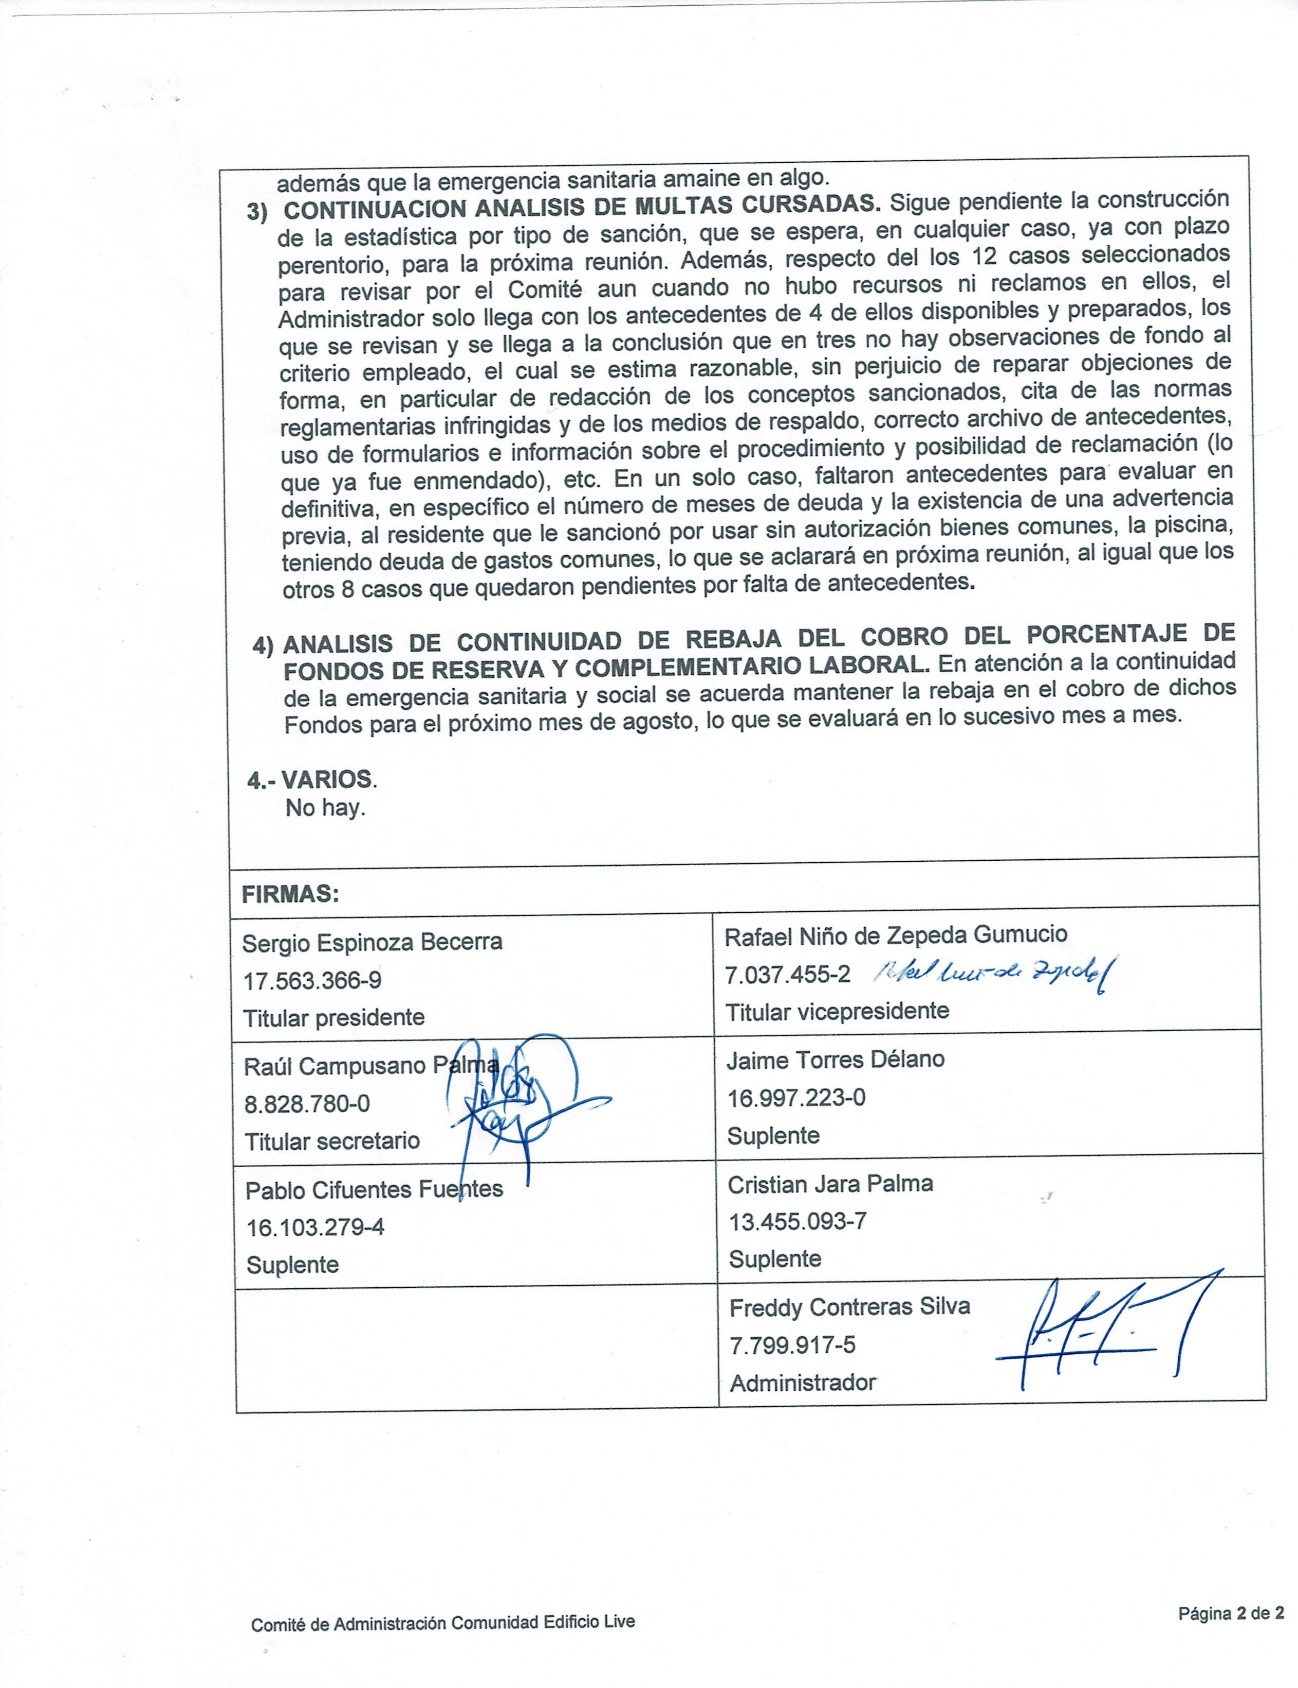 además que la emergencia sanitaria amaine en algo.
3) CONTINUACION ANALISIS DE MULTAS CURSADAS. Sigue pendiente la construcción
de la estadística por tipo de sanción, que se espera, en cualquier caso, ya con plazo
perentorio, para la próxima reunión. Además, respecto del los 12 casos seleccionados
para revisar por el Comité aun cuando no hubo recursos ni reclamos en ellos, el
Administrador solo llega con los antecedentes de 4 de ellos disponibles y preparados, los
que se revisan y se llega a la conclusión que en tres no hay observaciones de fondo al
criterio empleado, el cual se estima razonable, sin perjuicio de reparar objeciones de
forma, en particular de redacción de los conceptos sancionados, cita de las normas
reglamentarias infringidas y de los medios de respaldo, correcto archivo de antecedentes,
uso de formularios e información sobre el procedimiento y posibilidad de reclamación (lo
que ya fue enmendado), etc. En un solo caso, faltaron antecedentes para evaluar en
definitiva, en específico el número de meses de deuda y la existencia de una advertencia
previa, al residente que le sancionó por usar sin autorización bienes comunes, la piscina,
teniendo deuda de gastos comunes, lo que se aclarará en próxima reunión, al igual que los
otros 8 casos que quedaron pendientes por falta de antecedentes.
4) ANALISIS DE CONTINUIDAD DE REBAJA DEL COBRO DEL PORCENTAJE DE
FONDOS DE RESERVA Y COMPLEMENTARIO LABORAL. En atención a la continuidad
de la emergencia sanitaria y social se acuerda mantener la rebaja en el cobro de dichos
Fondos para el próximo mes de agosto, lo que se evaluará en lo sucesivo mes a mes.
4.- VARIOS.
No hay.
FIRMAS:
Sergio Espinoza Becerra
17.563.366-9
Titular presidente
Rafael Niño de Zepeda Gumucio
7.037.455-2
Titular vicepresidente
Raúl Campusano Palma
8.828.780-0
Titular secretario
Jaime Torres Délano
16.997.223-0
Suplente
Pablo Cifuentes Fuentes
16.103.279-4
Suplente
Cristian Jara Palma
13.455.093-7
Suplente
Freddy Contreras Silva
7.799.917-5
Administrador
Comité de Administración Comunidad Edificio Live
Página 2 de 2